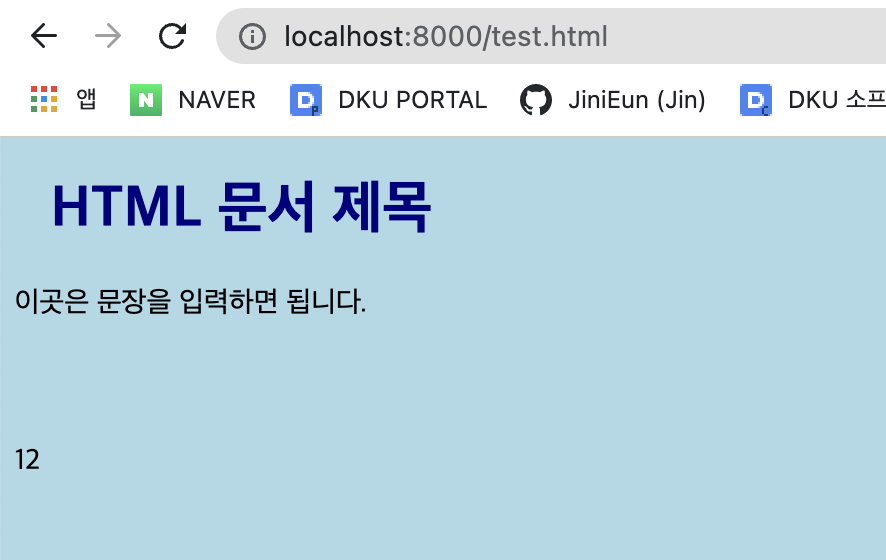 localhost:8000/test.html
앱 NAVER DKU PORTAL JiniEun (Jin) DKU 소프
HTML 문서 제목
이곳은 문장을 입력하면 됩니다.
12